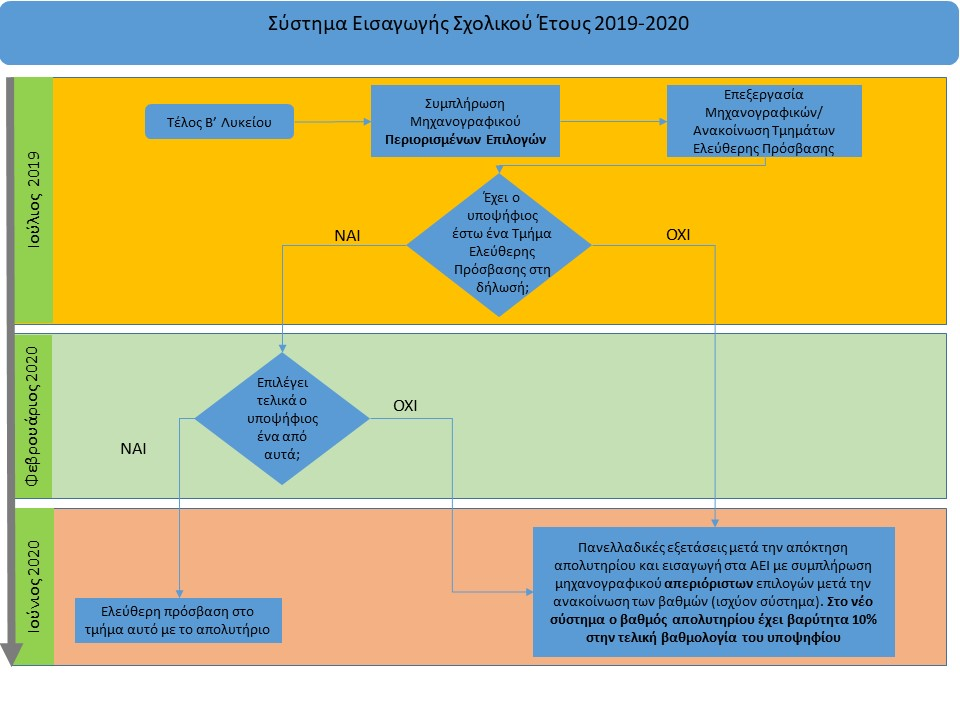 Σύστημα Εισαγωγής Σχολικού Έτους 2019-2020
Ιούλιος 2019
Τέλος Β’ Λυκείου
Συμπλήρωση
Μηχανογραφικού
Περιορισμένων Επιλογών
Επεξεργασία
Μηχανογραφικών/
Ανακοίνωση Τμημάτων
Ελεύθερης Πρόσβασης
Έχει ο
υποψήφιος
έστω ένα Τμήμα
Ελεύθερης
Πρόσβασης στη
δήλωσή;
ΝΑΙ
ΟΧΙ
Φεβρουάριος 2020
Επιλέγει
τελικά ο
υποψήφιος
ένα από
αυτά;
ΝΑΙ
ΟΧΙ
Ιούνιος 2020
Ελεύθερη πρόσβαση στο
τμήμα αυτό με το απολυτήριο
Πανελλαδικές εξετάσεις μετά την απόκτηση
απολυτηρίου και εισαγωγή στα ΑΕΙ με συμπλήρωση
μηχανογραφικού απεριόριστων επιλογών μετά την
ανακοίνωση των βαθμών (ισχύον σύστημα). Στο νέο
σύστημα ο βαθμός απολυτηρίου έχει βαρύτητα 10%
στην τελική βαθμολογία του υποψηφίου